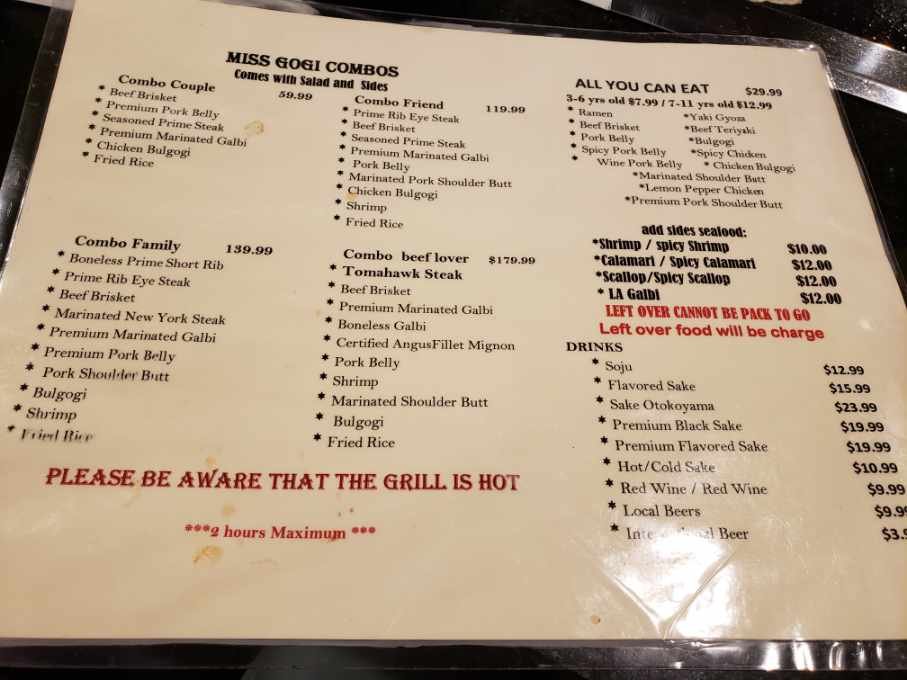 MISS GOGI COMBOS
Comes with Salad and Sides
Combo Couple 59.99
* Beef Brisket
* Premium Pork Belly
* Seasoned Prime Steak
* Premium Marinated Galbi
* Chicken Bulgogi
* Fried Rice
Combo Friend 119.99
* Prime Rib Eye Steak
* Beef Brisket
* Seasoned Prime Steak
* Premium Marinated Galbi
* Pork Belly
* Marinated Pork Shoulder Butt
* Chicken Bulgogi
* Shrimp
* Fried Rice
Combo Family 139.99
* Boneless Prime Short Rib
* Prime Rib Eye Steak
* Beef Brisket
* Marinated New York Steak
* Premium Marinated Galbi
* Premium Pork Belly
* Pork Shoulder Butt
* Bulgogi
* Shrimp
* Fried Rice
Combo beef lover $179.99
* Tomahawk Steak
* Beef Brisket
* Premium Marinated Galbi
* Boneless Galbi
* Certified AngusFillet Mignon
* Pork Belly
* Shrimp
* Marinated Shoulder Butt
* Bulgogi
* Fried Rice
PLEASE BE AWARE THAT THE GRILL IS HOT
***2 hours Maximum ***
ALL YOU CAN EAT $29.99
3-6 yrs old $7.99 / 7-11 yrs old $12.99
* Ramen *Yaki Gyoza
* Beef Brisket *Beef Teriyaki
* Pork Belly *Bulgogi
* Spicy Pork Belly *Spicy Chicken
* Wine Pork Belly * Chicken Bulgogi
*Marinated Shoulder Butt
*Lemon Pepper Chicken
*Premium Pork Shoulder Butt
add sides seafood:
*Shrimp / spicy Shrimp $10.00
*Calamari / Spicy Calamari $12.00
*Scallop/Spicy Scallop $12.00
* LA Galbi $12.00
LEFT OVER CANNOT BE PACK TO GO
Left over food will be charge
DRINKS
* Soju $12.99
* Flavored Sake $15.99
* Sake Otokoyama $23.99
* Premium Black Sake $19.99
* Premium Flavored Sake $19.99
* Hot/Cold Sake $10.99
* Red Wine / Red Wine $9.99
* Local Beers $9.99
* International Beer $3.9